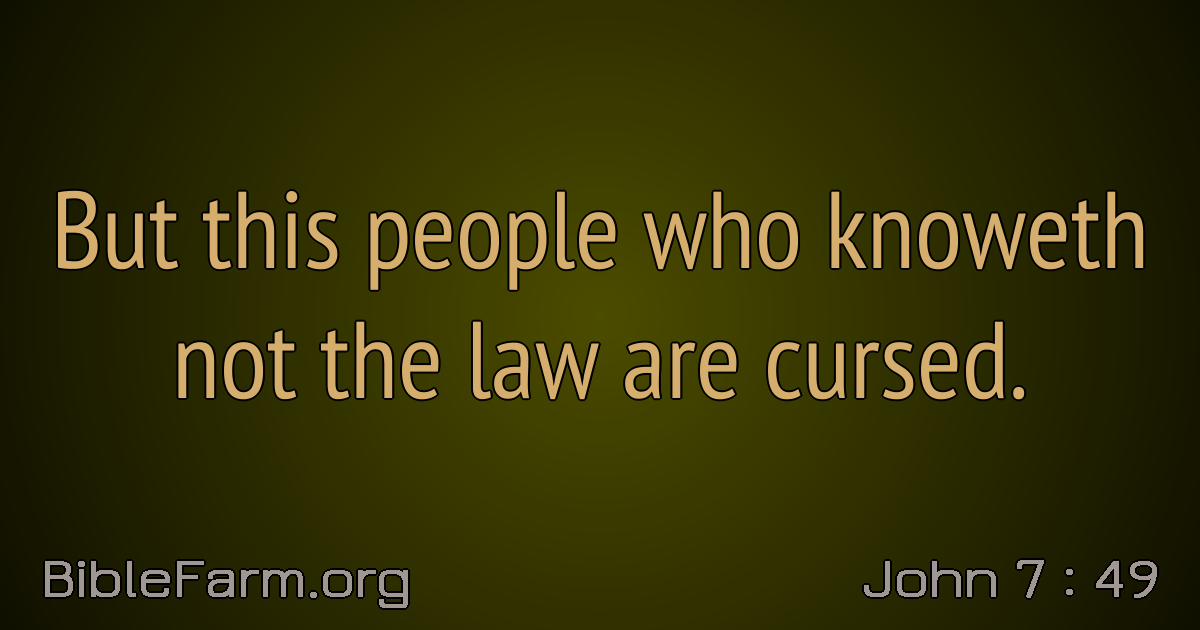 But this people who knoweth
not the law are cursed.
BibleFarm.org
John 7 : 49